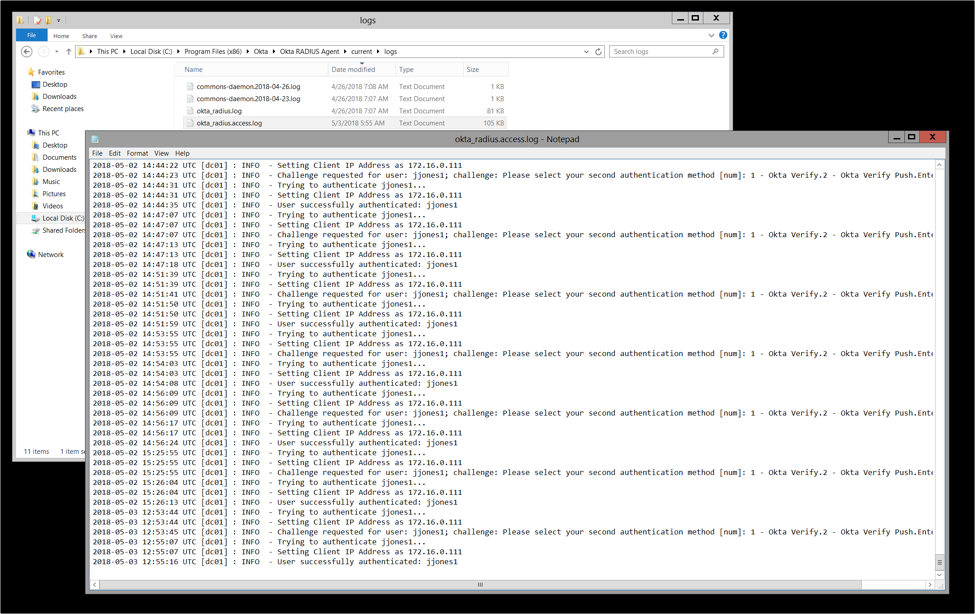 logs
File Home Share View
This PC Local Disk (C:) Program Files (x86) Okta Okta RADIUS Agent current logs
Search logs
Name Date modified Type Size
commons-daemon.2018-04-26.log 4/26/2018 7:08 AM Text Document 1 KB
commons-daemon.2018-04-23.log 4/26/2018 7:07 AM Text Document 1 KB
okta_radius.log 4/26/2018 7:07 AM Text Document 81 KB
okta_radius.access.log 5/3/2018 5:55 AM Text Document 105 KB
Favorites
Desktop
Downloads
Recent places
This PC
Desktop
Documents
Downloads
Music
Pictures
Videos
Local Disk (C:)
Shared Folders
Network
11 items 1 item se
okta_radius.access.log - Notepad
File Edit Format View Help
2018-05-02 14:44:22 UTC [dc01] : INFO - Setting Client IP Address as 172.16.0.111
2018-05-02 14:44:23 UTC [dc01] : INFO - Challenge requested for user: jjones1; challenge: Please select your second authentication method [num]: 1 - Okta Verify.2 - Okta Verify Push.Ente
2018-05-02 14:44:31 UTC [dc01] : INFO - Trying to authenticate jjones1...
2018-05-02 14:44:31 UTC [dc01] : INFO - Setting Client IP Address as 172.16.0.111
2018-05-02 14:44:35 UTC [dc01] : INFO - User successfully authenticated: jjones1
2018-05-02 14:47:07 UTC [dc01] : INFO - Trying to authenticate jjones1...
2018-05-02 14:47:07 UTC [dc01] : INFO - Setting Client IP Address as 172.16.0.111
2018-05-02 14:47:07 UTC [dc01] : INFO - Challenge requested for user: jjones1; challenge: Please select your second authentication method [num]: 1 - Okta Verify.2 - Okta Verify Push.Ente
2018-05-02 14:47:13 UTC [dc01] : INFO - Trying to authenticate jjones1...
2018-05-02 14:47:13 UTC [dc01] : INFO - Setting Client IP Address as 172.16.0.111
2018-05-02 14:47:18 UTC [dc01] : INFO - User successfully authenticated: jjones1
2018-05-02 14:51:39 UTC [dc01] : INFO - Trying to authenticate jjones1...
2018-05-02 14:51:39 UTC [dc01] : INFO - Setting Client IP Address as 172.16.0.111
2018-05-02 14:51:41 UTC [dc01] : INFO - Challenge requested for user: jjones1; challenge: Please select your second authentication method [num]: 1 - Okta Verify.2 - Okta Verify Push.Ente
2018-05-02 14:51:50 UTC [dc01] : INFO - Trying to authenticate jjones1...
2018-05-02 14:51:50 UTC [dc01] : INFO - Setting Client IP Address as 172.16.0.111
2018-05-02 14:51:59 UTC [dc01] : INFO - User successfully authenticated: jjones1
2018-05-02 14:53:55 UTC [dc01] : INFO - Trying to authenticate jjones1...
2018-05-02 14:53:55 UTC [dc01] : INFO - Setting Client IP Address as 172.16.0.111
2018-05-02 14:53:55 UTC [dc01] : INFO - Challenge requested for user: jjones1; challenge: Please select your second authentication method [num]: 1 - Okta Verify.2 - Okta Verify Push.Ente
2018-05-02 14:54:03 UTC [dc01] : INFO - Trying to authenticate jjones1...
2018-05-02 14:54:03 UTC [dc01] : INFO - Setting Client IP Address as 172.16.0.111
2018-05-02 14:54:08 UTC [dc01] : INFO - User successfully authenticated: jjones1
2018-05-02 14:56:09 UTC [dc01] : INFO - Trying to authenticate jjones1...
2018-05-02 14:56:09 UTC [dc01] : INFO - Setting Client IP Address as 172.16.0.111
2018-05-02 14:56:09 UTC [dc01] : INFO - Challenge requested for user: jjones1; challenge: Please select your second authentication method [num]: 1 - Okta Verify.2 - Okta Verify Push.Ente
2018-05-02 14:56:17 UTC [dc01] : INFO - Trying to authenticate jjones1...
2018-05-02 14:56:17 UTC [dc01] : INFO - Setting Client IP Address as 172.16.0.111
2018-05-02 14:56:24 UTC [dc01] : INFO - User successfully authenticated: jjones1
2018-05-02 15:25:55 UTC [dc01] : INFO - Trying to authenticate jjones1...
2018-05-02 15:25:55 UTC [dc01] : INFO - Setting Client IP Address as 172.16.0.111
2018-05-02 15:25:55 UTC [dc01] : INFO - Challenge requested for user: jjones1; challenge: Please select your second authentication method [num]: 1 - Okta Verify.2 - Okta Verify Push.Ente
2018-05-02 15:26:04 UTC [dc01] : INFO - Trying to authenticate jjones1...
2018-05-02 15:26:04 UTC [dc01] : INFO - Setting Client IP Address as 172.16.0.111
2018-05-02 15:26:13 UTC [dc01] : INFO - User successfully authenticated: jjones1
2018-05-03 12:53:44 UTC [dc01] : INFO - Trying to authenticate jjones1...
2018-05-03 12:53:44 UTC [dc01] : INFO - Setting Client IP Address as 172.16.0.111
2018-05-03 12:53:45 UTC [dc01] : INFO - Challenge requested for user: jjones1; challenge: Please select your second authentication method [num]: 1 - Okta Verify.2 - Okta Verify Push.Ente
2018-05-03 12:55:07 UTC [dc01] : INFO - Trying to authenticate jjones1...
2018-05-03 12:55:07 UTC [dc01] : INFO - Setting Client IP Address as 172.16.0.111
2018-05-03 12:55:16 UTC [dc01] : INFO - User successfully authenticated: jjones1